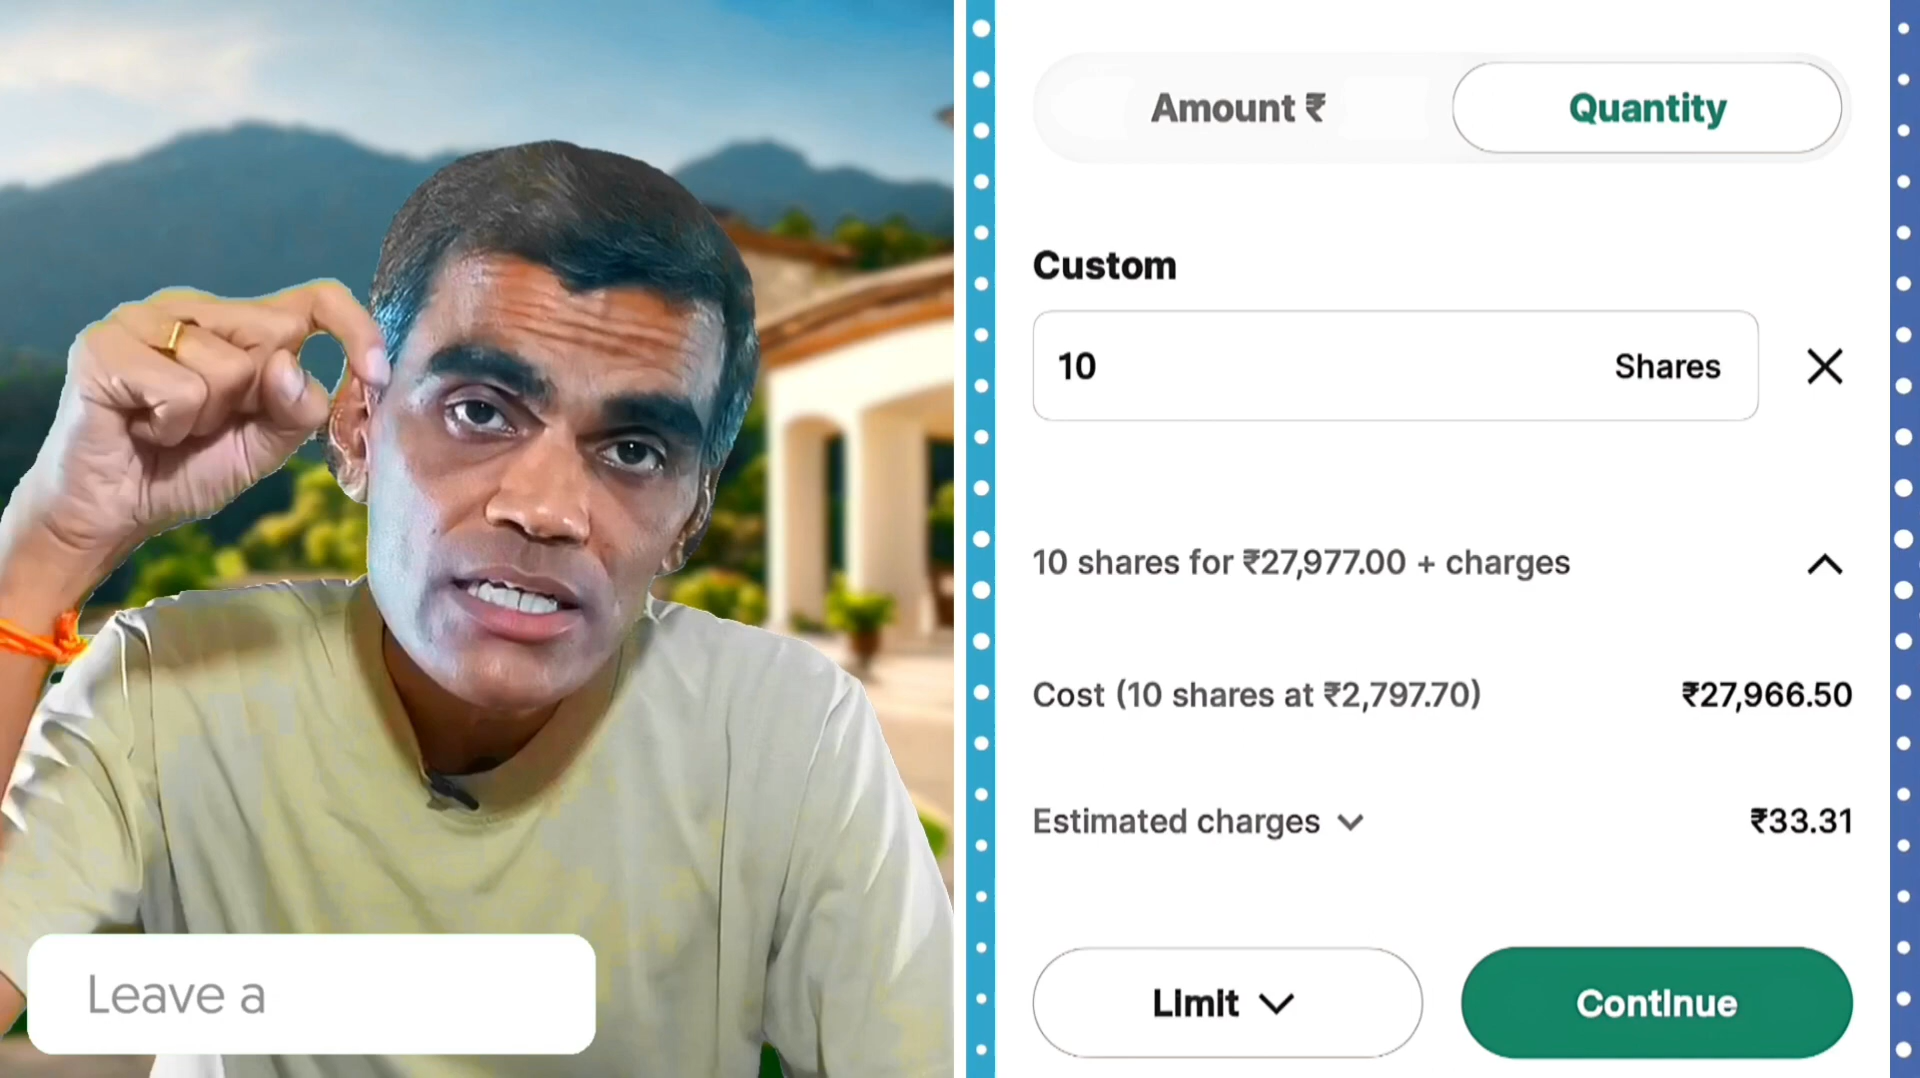 Leave a
Amount ₹
Quantity
Custom
10
Shares
10 shares for ₹27,977.00 + charges
Cost (10 shares at ₹2,797.70)
₹27,966.50
Estimated charges
₹33.31
Limit
Continue